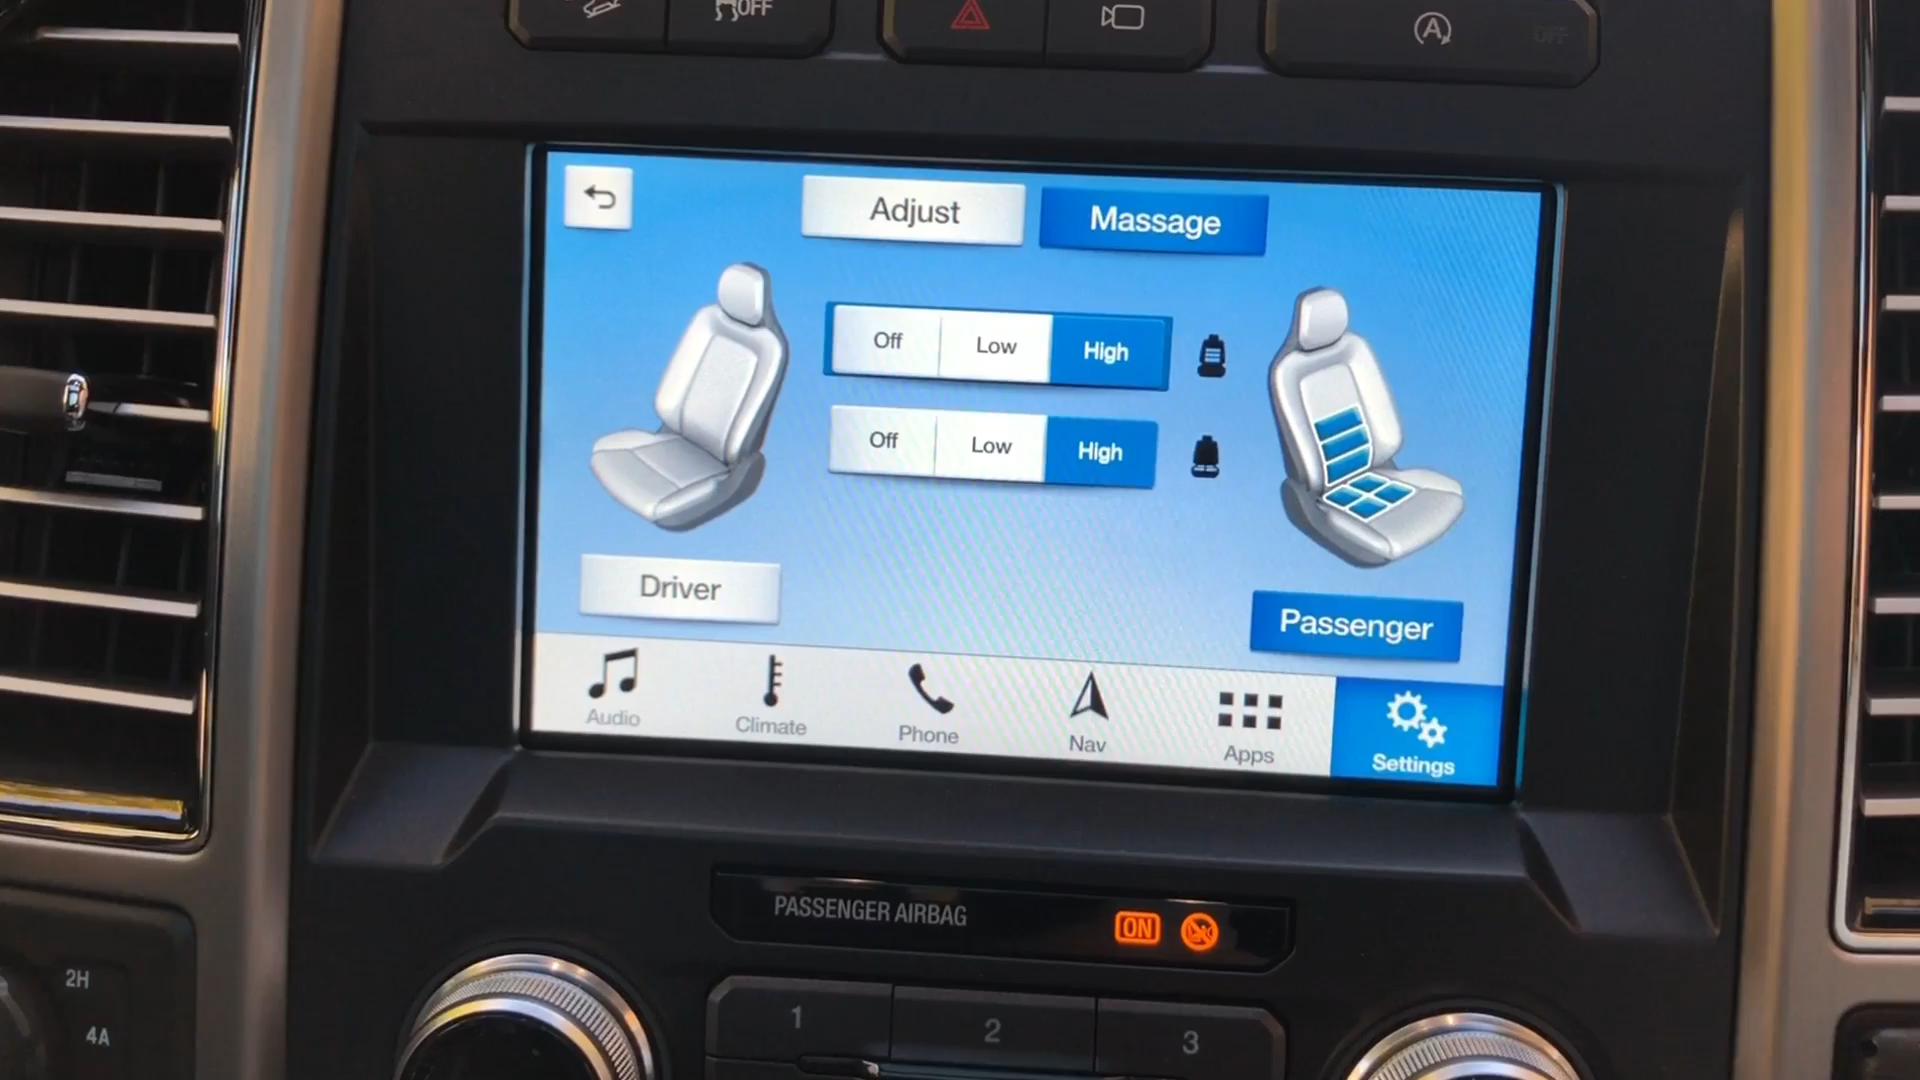 OFF
A
OFF
Adjust
Massage
Off
Low
High
Off
Low
High
Driver
Passenger
Audio
Climate
Phone
Nav
Apps
Settings
PASSENGER AIRBAG
ON
2H
4A
1
2
3